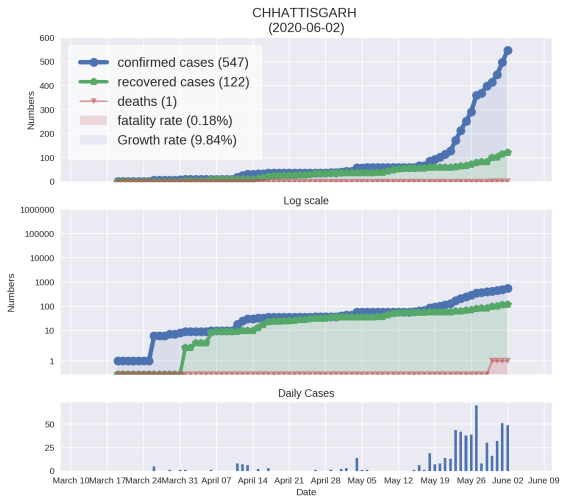 CHHATTISGARH
(2020-06-02)
600
500
400
300
200
100
0
Numbers
confirmed cases (547)
recovered cases (122)
deaths (1)
fatality rate (0.18%)
Growth rate (9.84%)
Log scale
1000000
100000
10000
1000
100
10
1
Numbers
Daily Cases
50
25
0
March 10 March 17 March 24 March 31 April 07 April 14 April 21 April 28 May 05 May 12 May 19 May 26 June 02 June 09
Date